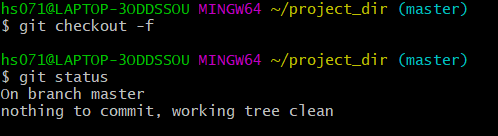 hs071@LAPTOP-3ODDSSOU MINGW64 ~/project_dir (master)
$ git checkout -f
hs071@LAPTOP-3ODDSSOU MINGW64 ~/project_dir (master)
$ git status
On branch master
nothing to commit, working tree clean